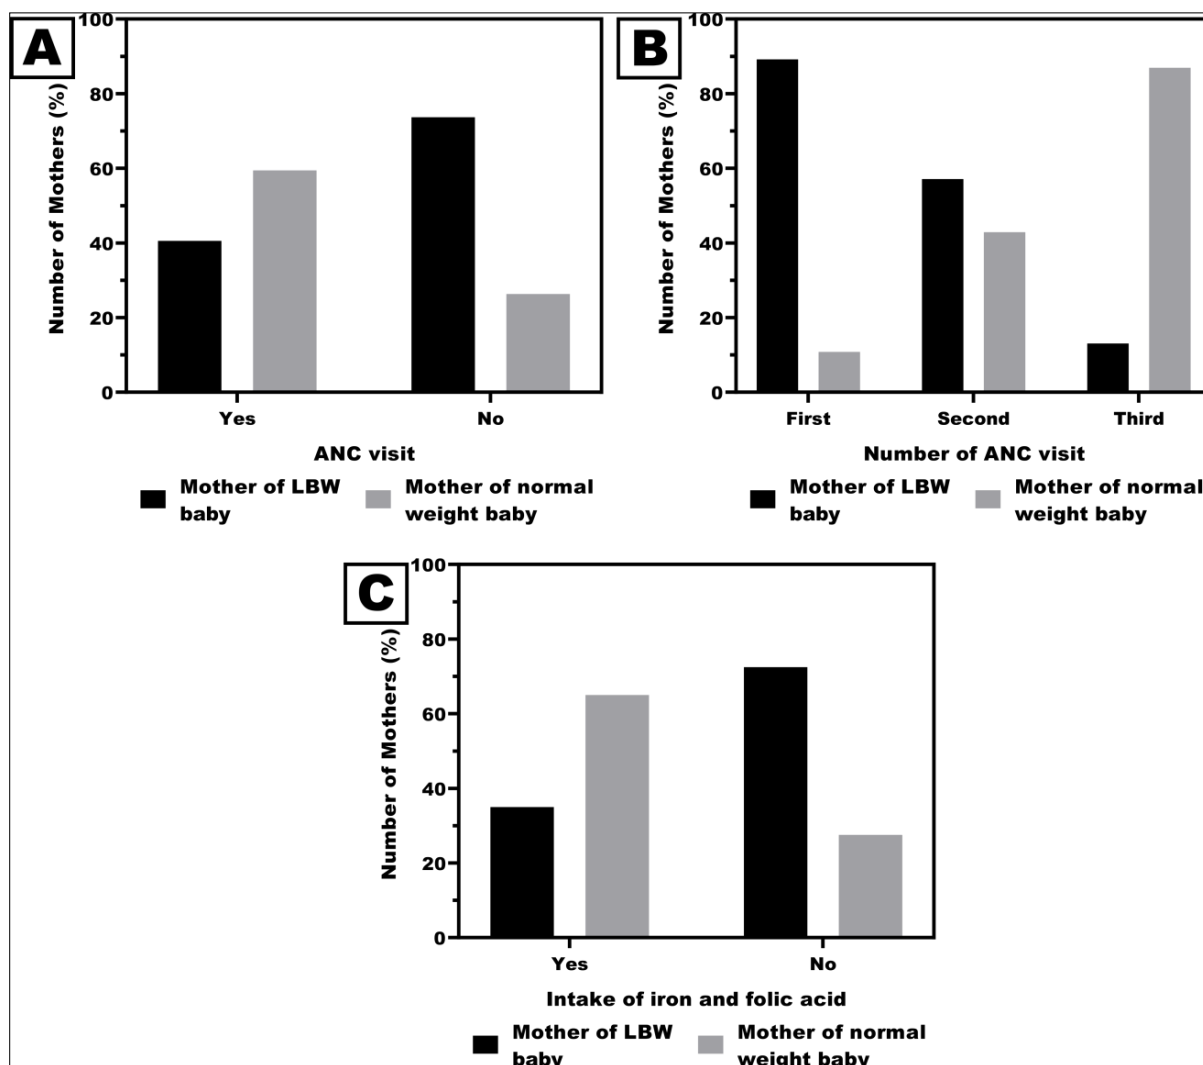 A
Number of Mothers (%)
100
80
60
40
20
0
Yes
No
ANC visit
Mother of LBW
baby
Mother of normal
weight baby
B
Number of Mothers (%)
100
80
60
40
20
0
First
Second
Third
Number of ANC visit
Mother of LBW
baby
Mother of normal
weight baby
C
Number of Mothers (%)
100
80
60
40
20
0
Yes
No
Intake of iron and folic acid
Mother of LBW
baby
Mother of normal
weight baby